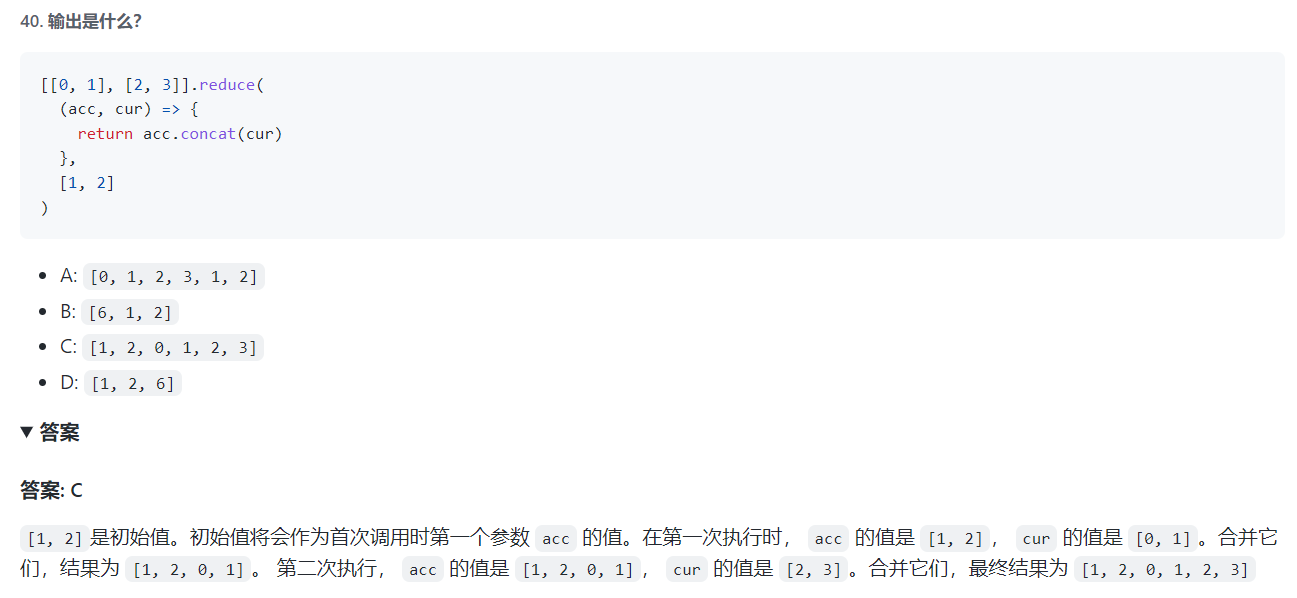 40. 输出是什么?
[[0, 1], [2, 3]].reduce(
  (acc, cur) => {
    return acc.concat(cur)
  },
  [1, 2]
)
• A: [0, 1, 2, 3, 1, 2]
• B: [6, 1, 2]
• C: [1, 2, 0, 1, 2, 3]
• D: [1, 2, 6]
▼ 答案
答案: C
[1, 2]是初始值。初始值将会作为首次调用时第一个参数 acc 的值。在第一次执行时， acc 的值是 [1, 2]， cur 的值是 [0, 1]。合并它
们，结果为 [1, 2, 0, 1]。 第二次执行， acc 的值是 [1, 2, 0, 1]， cur 的值是 [2, 3]。合并它们，最终结果为 [1, 2, 0, 1, 2, 3]